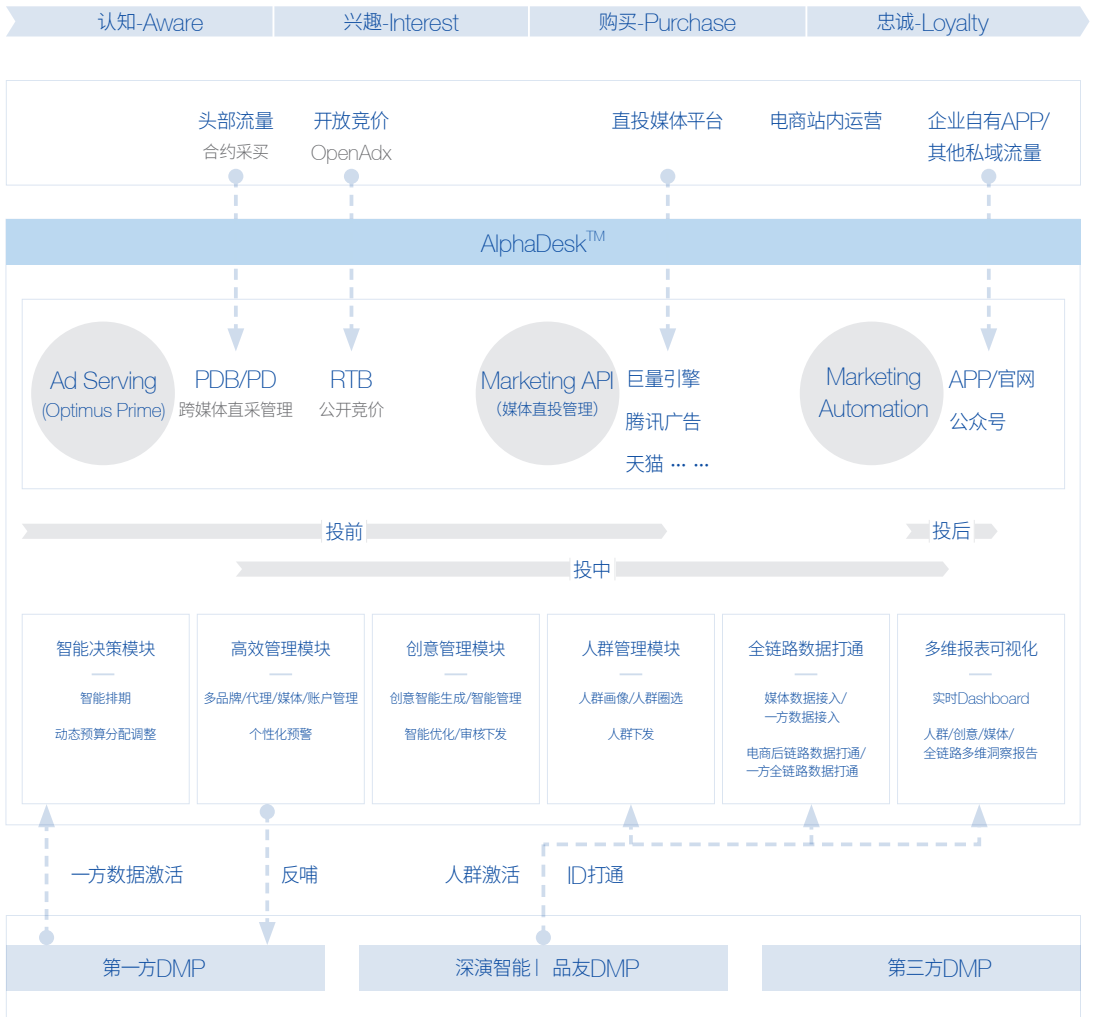 认知-Aware
兴趣-Interest
购买-Purchase
忠诚-Loyalty
头部流量
合约采买
开放竞价
OpenAdx
直投媒体平台
电商站内运营
企业自有APP/
其他私域流量
AlphaDesk™
Ad Serving
(Optimus Prime)
PDB/PD
跨媒体直采管理
RTB
公开竞价
Marketing API
（媒体直投管理）
巨量引擎
腾讯广告
天猫 … …
Marketing
Automation
APP/官网
公众号
投前
投后
投中
智能决策模块
智能排期
动态预算分配调整
高效管理模块
多品牌/代理/媒体/账户管理
个性化预警
创意管理模块
创意智能生成/智能管理
智能优化/审核下发
人群管理模块
人群画像/人群圈选
人群下发
全链路数据打通
媒体数据接入/
一方数据接入
电商后链路数据打通/
一方全链路数据打通
多维报表可视化
实时Dashboard
人群/创意/媒体/
全链路多维洞察报告
一方数据激活
反哺
人群激活
ID打通
第一方DMP
深演智能| 品友DMP
第三方DMP